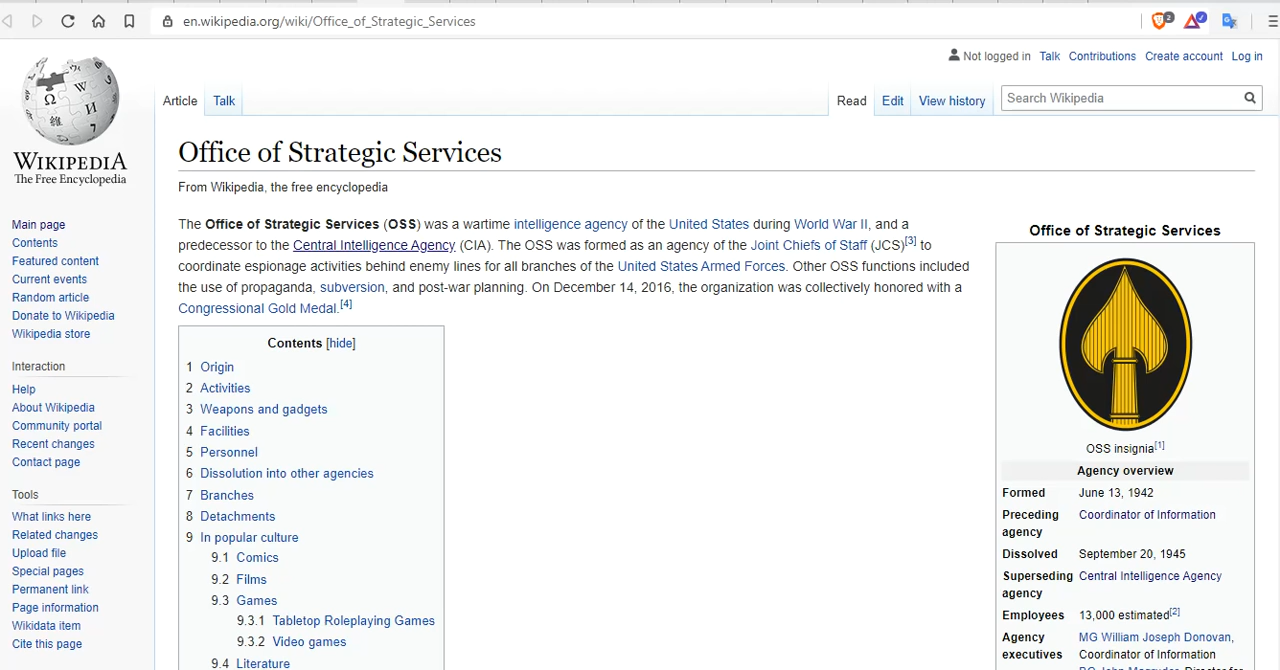 en.wikipedia.org/wiki/Office_of_Strategic_Services
2
Not logged in Talk Contributions Create account Log in
Article Talk
Read Edit View history
Search Wikipedia
WIKIPEDIA
The Free Encyclopedia
Main page
Contents
Featured content
Current events
Random article
Donate to Wikipedia
Wikipedia store
Interaction
Help
About Wikipedia
Community portal
Recent changes
Contact page
Tools
What links here
Related changes
Upload file
Special pages
Permanent link
Page information
Wikidata item
Cite this page
Office of Strategic Services
From Wikipedia, the free encyclopedia
The Office of Strategic Services (OSS) was a wartime intelligence agency of the United States during World War II, and a
predecessor to the Central Intelligence Agency (CIA). The OSS was formed as an agency of the Joint Chiefs of Staff (JCS)[3] to
coordinate espionage activities behind enemy lines for all branches of the United States Armed Forces. Other OSS functions included
the use of propaganda, subversion, and post-war planning. On December 14, 2016, the organization was collectively honored with a
Congressional Gold Medal.[4]
Contents [hide]
1 Origin
2 Activities
3 Weapons and gadgets
4 Facilities
5 Personnel
6 Dissolution into other agencies
7 Branches
8 Detachments
9 In popular culture
9.1 Comics
9.2 Films
9.3 Games
9.3.1 Tabletop Roleplaying Games
9.3.2 Video games
9.4 Literature
Office of Strategic Services
OSS insignia[1]
Agency overview
Formed June 13, 1942
Preceding Coordinator of Information
agency
Dissolved September 20, 1945
Superseding Central Intelligence Agency
agency
Employees 13,000 estimated[2]
Agency MG William Joseph Donovan,
executives Coordinator of Information